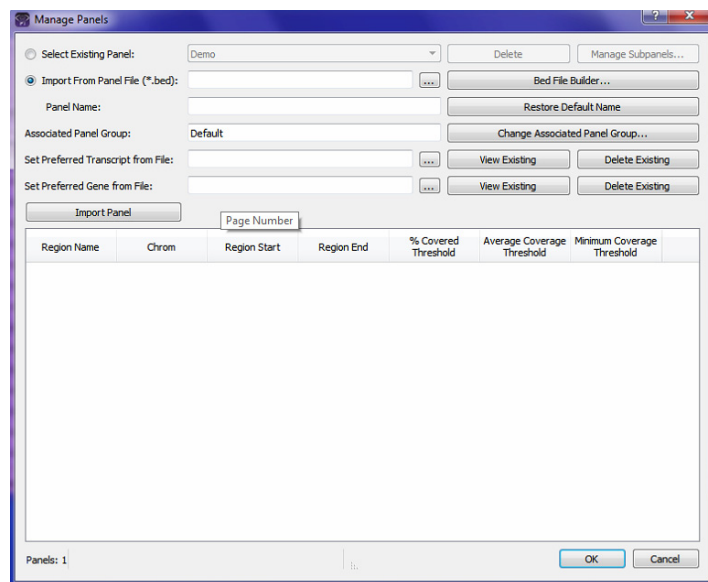 Manage Panels
Select Existing Panel: Demo Delete Manage Subpanels...
Import From Panel File (*.bed): ... Bed File Builder...
Panel Name: Restore Default Name
Associated Panel Group: Default Change Associated Panel Group...
Set Preferred Transcript from File: ... View Existing Delete Existing
Set Preferred Gene from File: ... View Existing Delete Existing
Import Panel
Page Number
Region Name Chrom Region Start Region End % Covered Threshold Average Coverage Threshold Minimum Coverage Threshold
Panels: 1 OK Cancel